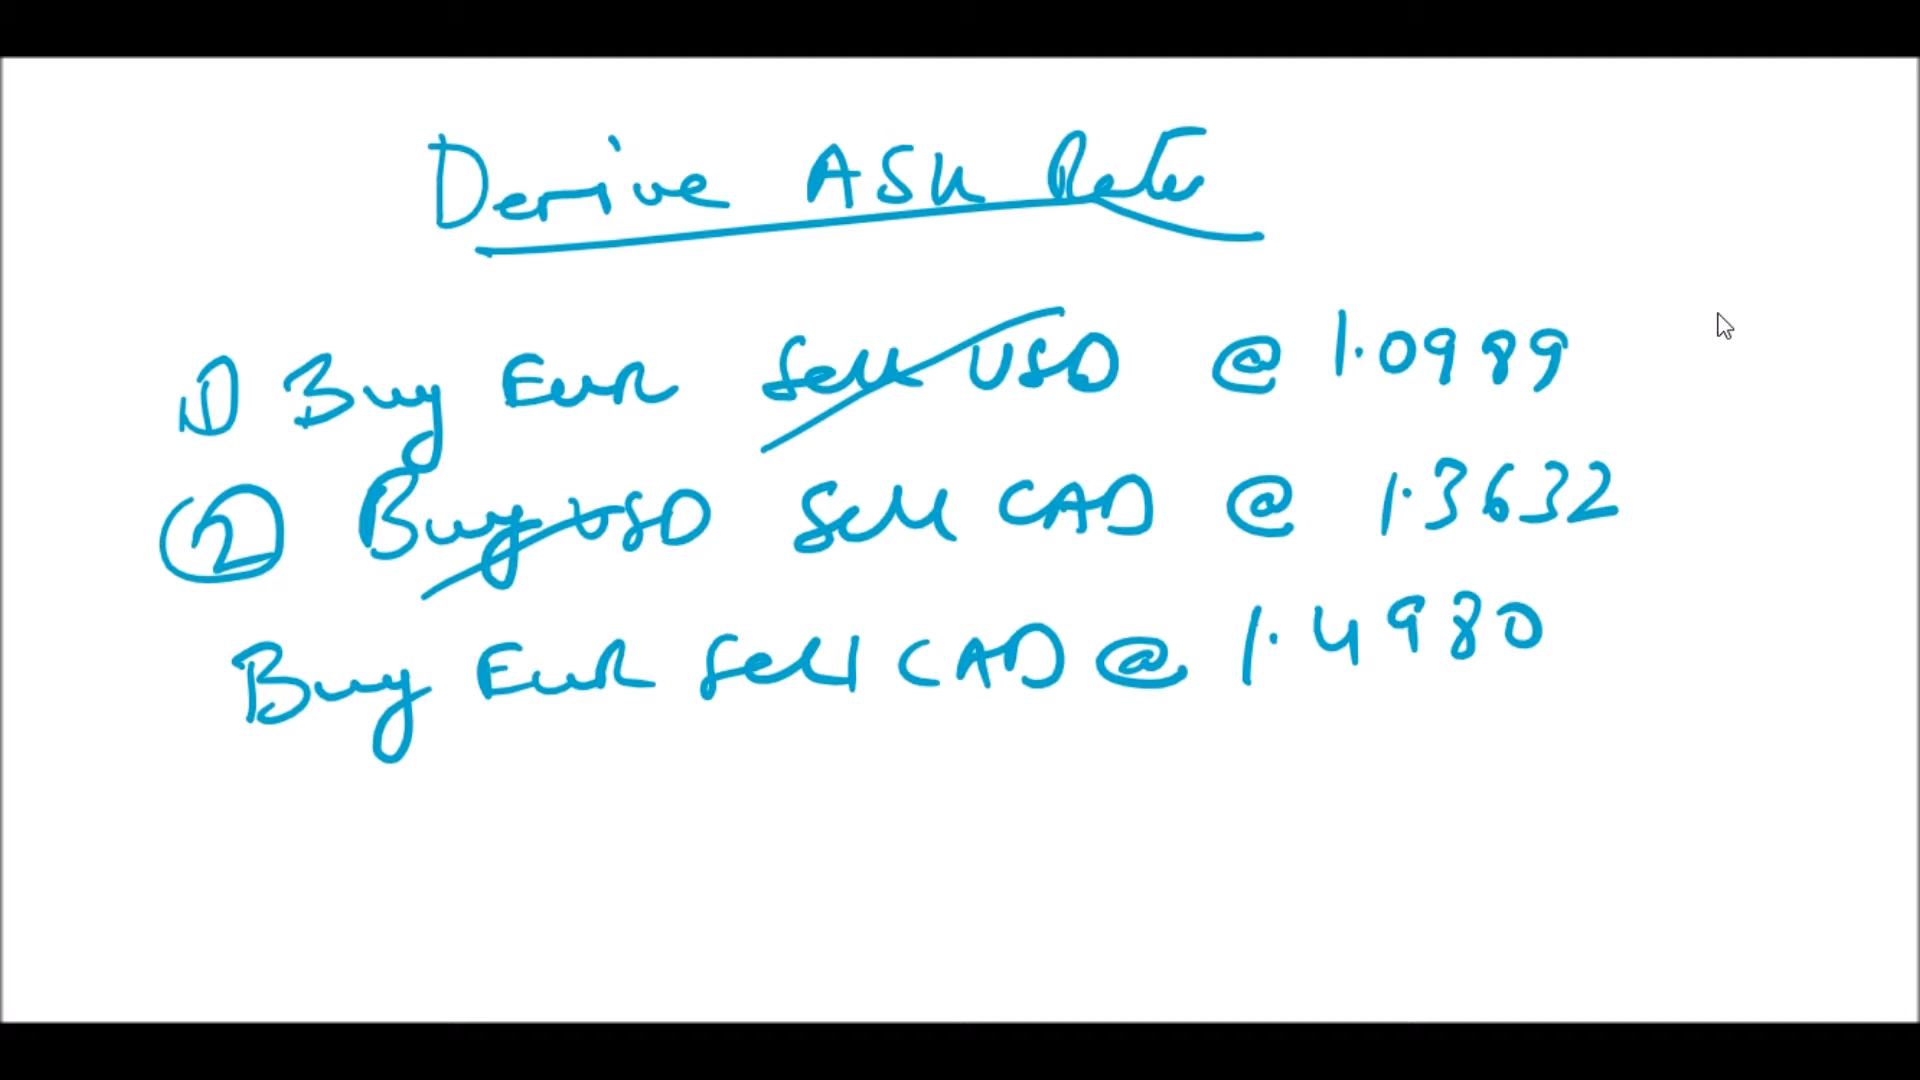 Derive ASK Rates
1) Buy EUR Sell USD @ 1.0989
2 Buy USD Sell CAD @ 1.3632
Buy EUR Sell CAD @ 1.4980